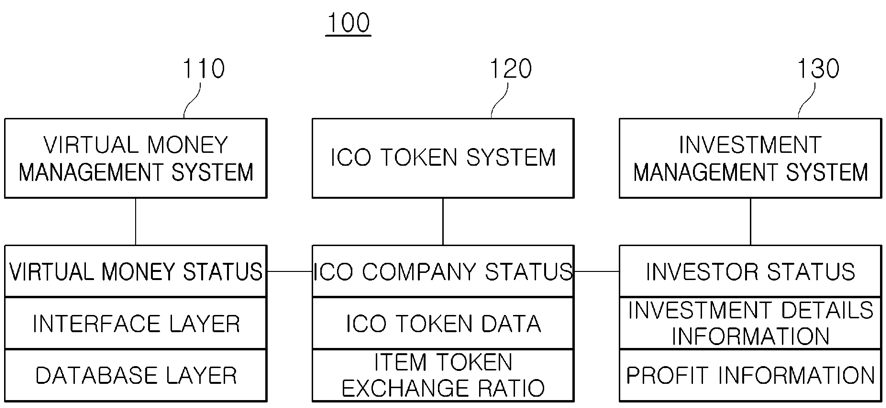 100
110
120
130
VIRTUAL MONEY
MANAGEMENT SYSTEM
ICO TOKEN SYSTEM
INVESTMENT
MANAGEMENT SYSTEM
VIRTUAL MONEY STATUS
INTERFACE LAYER
DATABASE LAYER
ICO COMPANY STATUS
ICO TOKEN DATA
ITEM TOKEN
EXCHANGE RATIO
INVESTOR STATUS
INVESTMENT DETAILS
INFORMATION
PROFIT INFORMATION